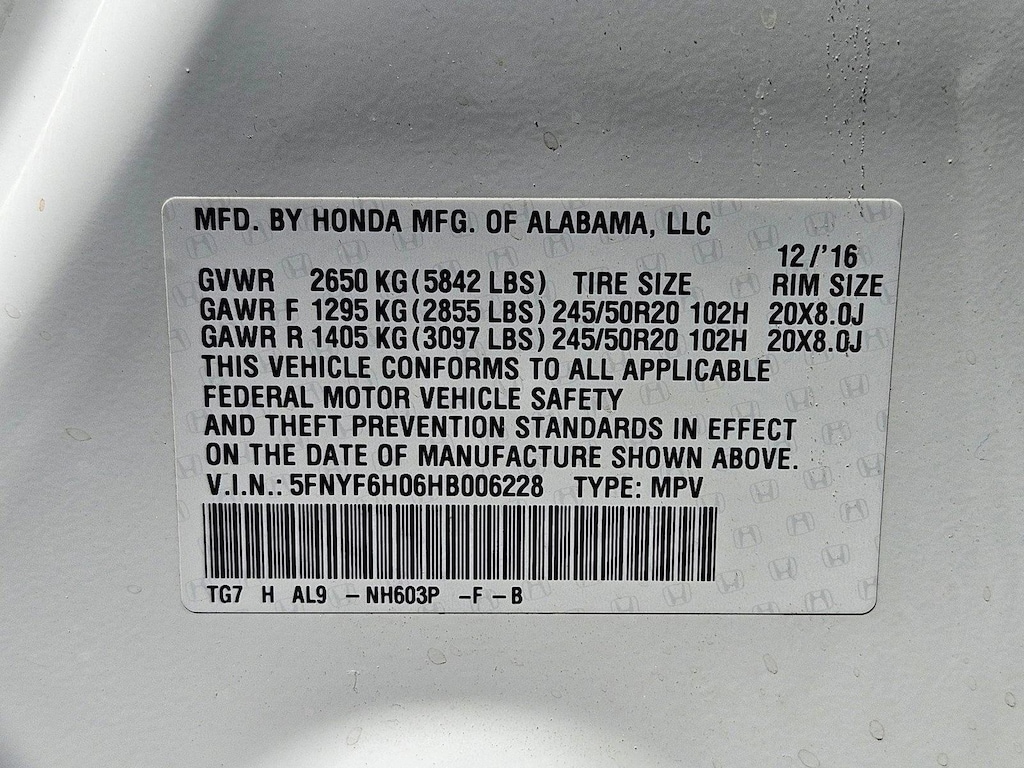 MFD. BY HONDA MFG. OF ALABAMA, LLC
12/'16
GVWR 2650 KG (5842 LBS) TIRE SIZE RIM SIZE
GAWR F 1295 KG (2855 LBS) 245/50R20 102H 20X8.0J
GAWR R 1405 KG (3097 LBS) 245/50R20 102H 20X8.0J
THIS VEHICLE CONFORMS TO ALL APPLICABLE
FEDERAL MOTOR VEHICLE SAFETY
AND THEFT PREVENTION STANDARDS IN EFFECT
ON THE DATE OF MANUFACTURE SHOWN ABOVE.
V.I.N.: 5FNYF6H06HB006228 TYPE: MPV
TG7 H AL9 -NH603P -F -B